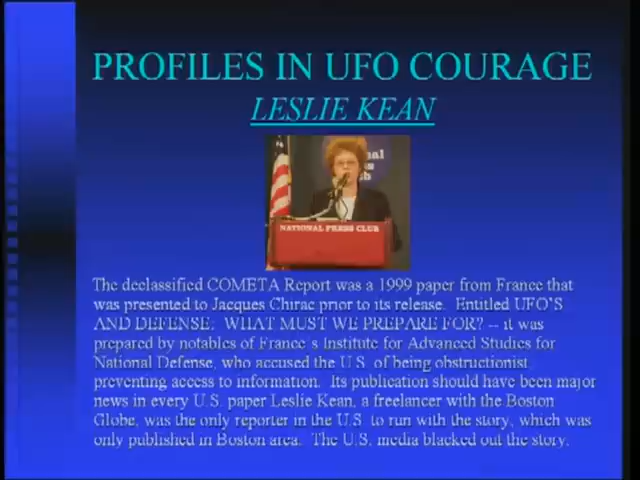 PROFILES IN UFO COURAGE
LESLIE KEAN
nal
ss
b
NATIONAL PRESS CLUB
The declassified COMETA Report was a 1999 paper from France that
was presented to Jacques Chirac prior to its release. Entitled UFO'S
AND DEFENSE: WHAT MUST WE PREPARE FOR? -- it was
prepared by notables of France s Institute for Advanced Studies for
National Defense, who accused the U.S. of being obstructionist,
preventing access to information. Its publication should have been major
news in every U.S. paper Leslie Kean, a freelancer with the Boston
Globe, was the only reporter in the U.S. to run with the story, which was
only published in Boston area. The U.S. media blacked out the story.